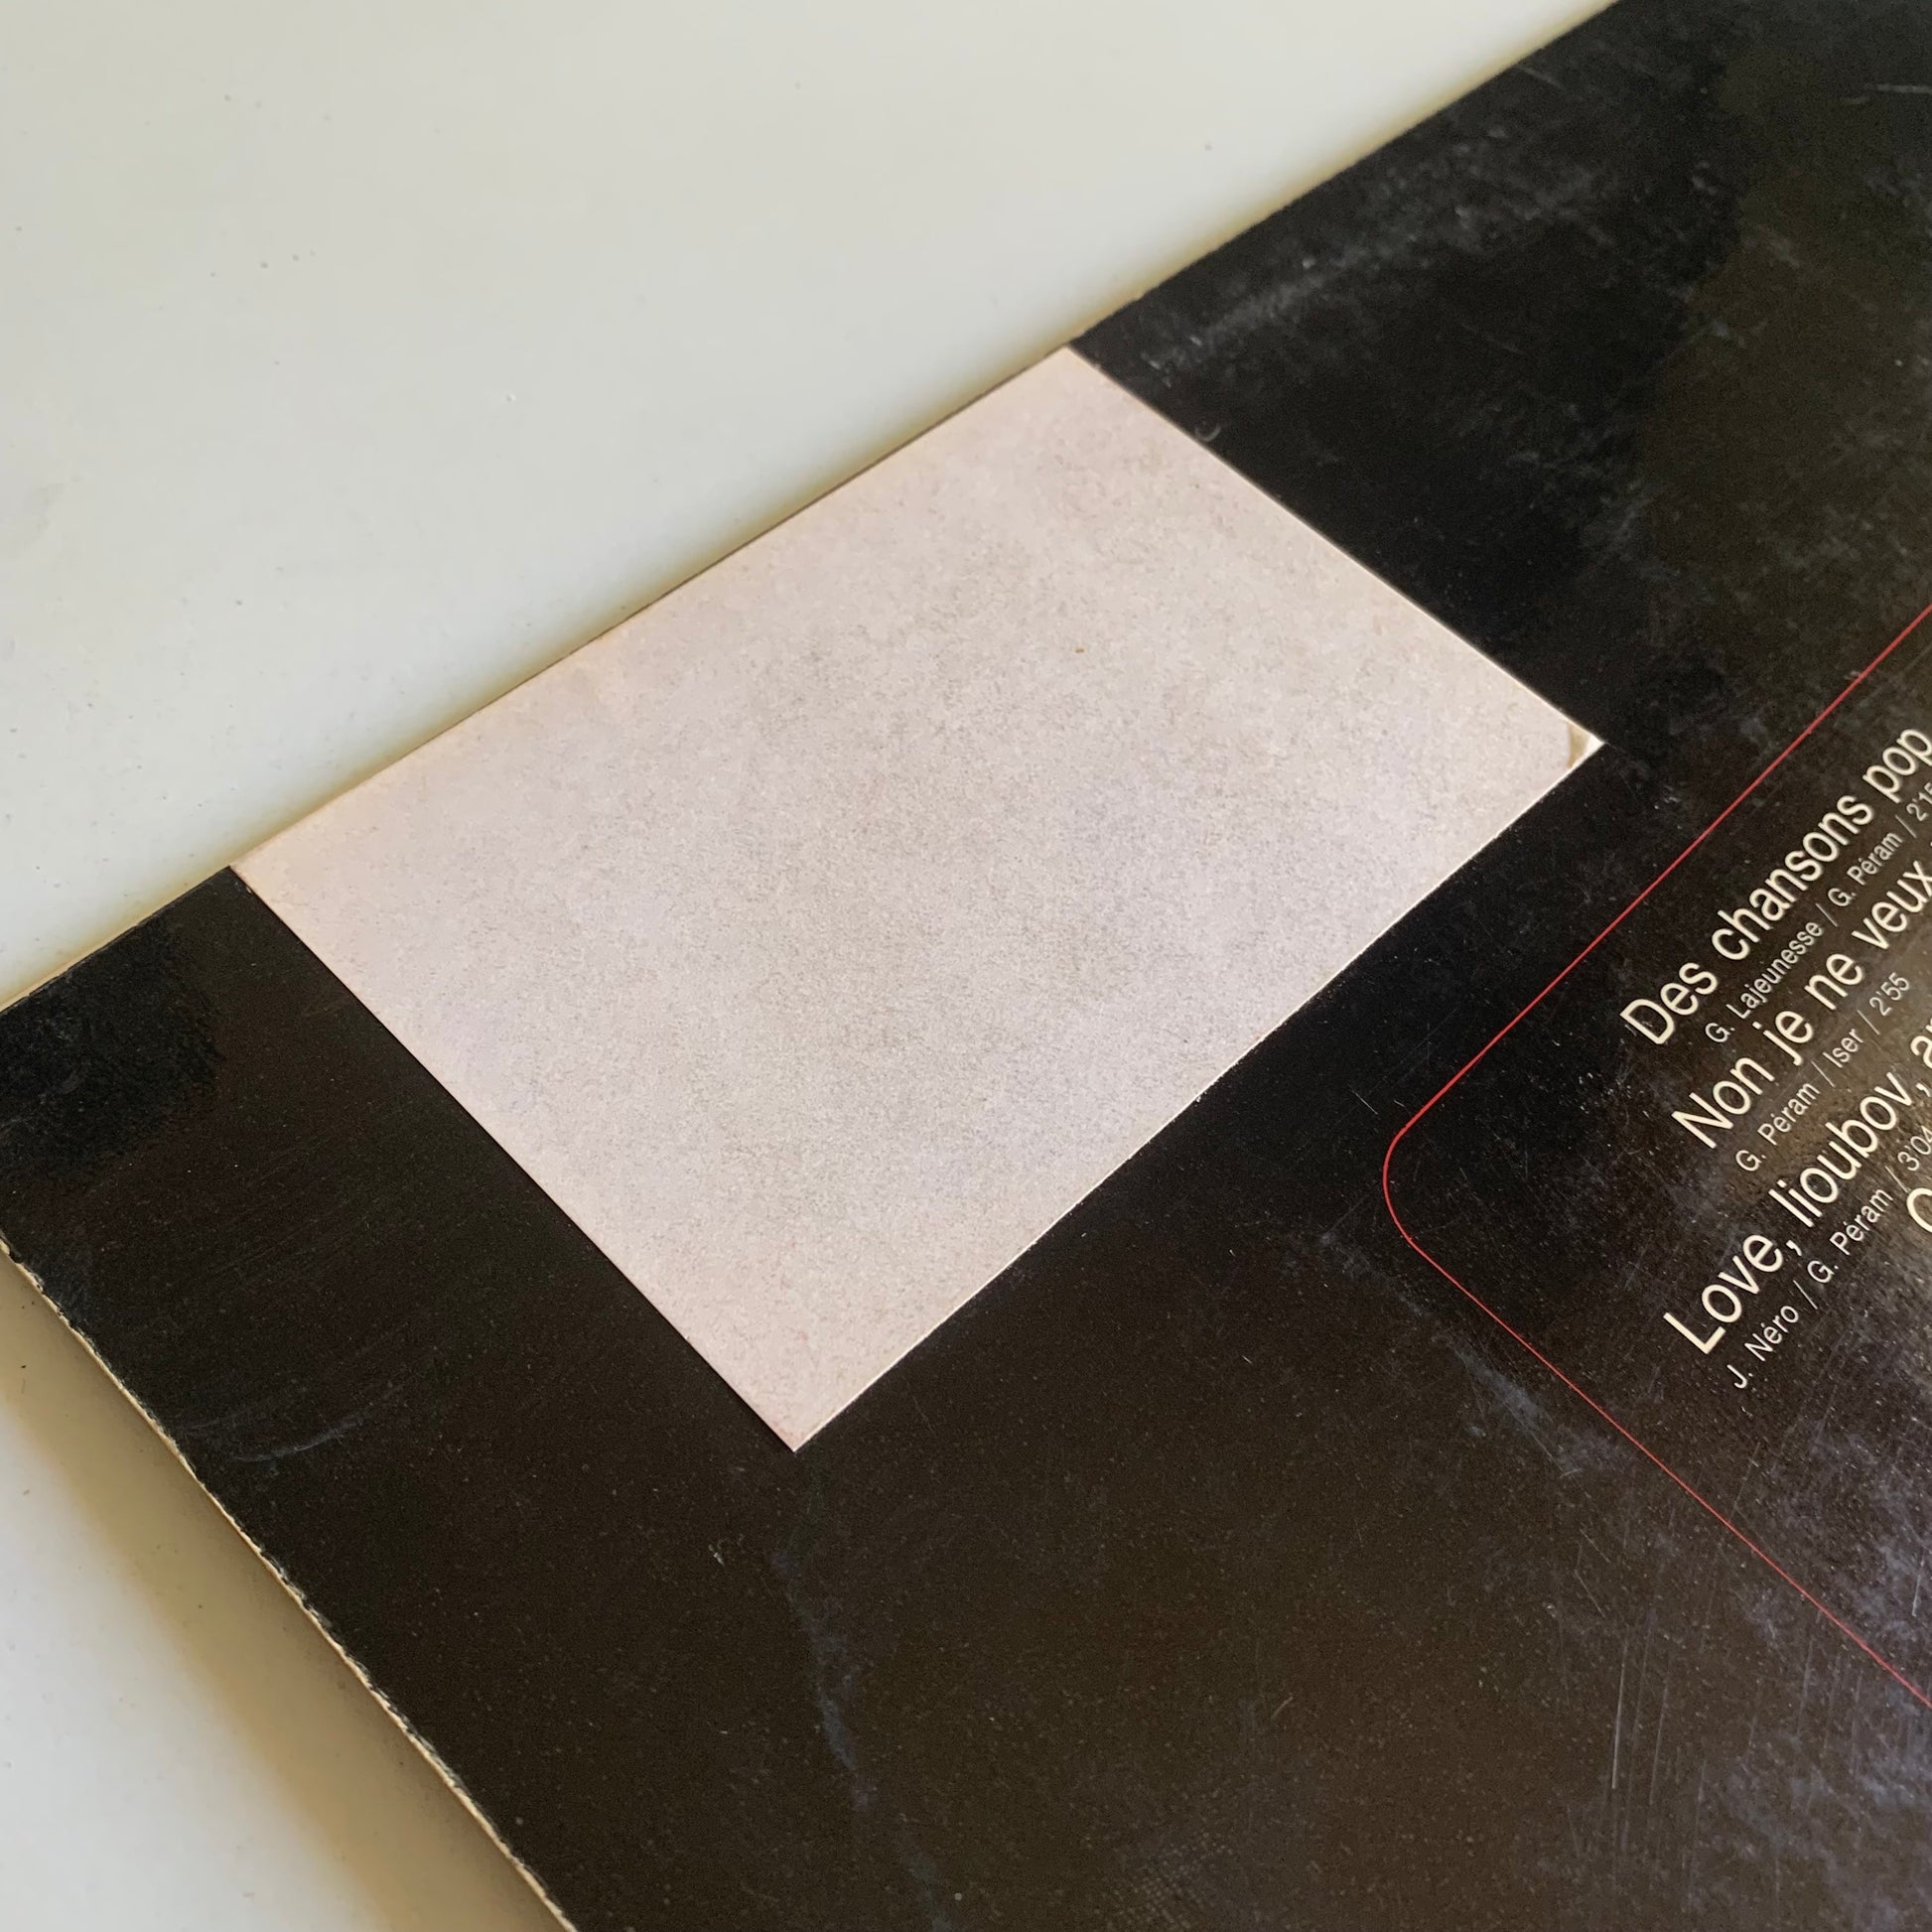 Des chansons pop
G. Lajeunesse / G. Péram /
Non je ne veux
G. Péram / Iser / 2'55
Love, lioubov,
J. Néro / G. Péram /